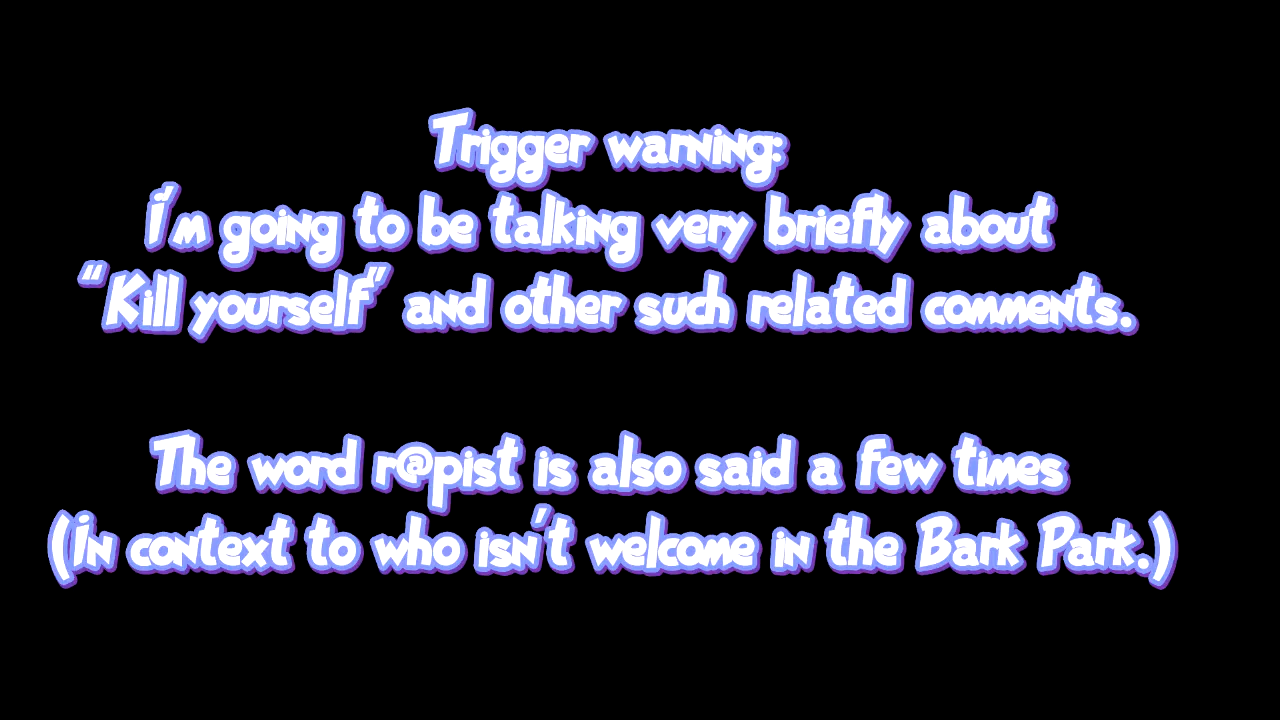 Trigger warning:
I'm going to be talking very briefly about
"Kill yourself" and other such related comments.
The word r@pist is also said a few times
(in context to who isn't welcome in the Bark Park.)